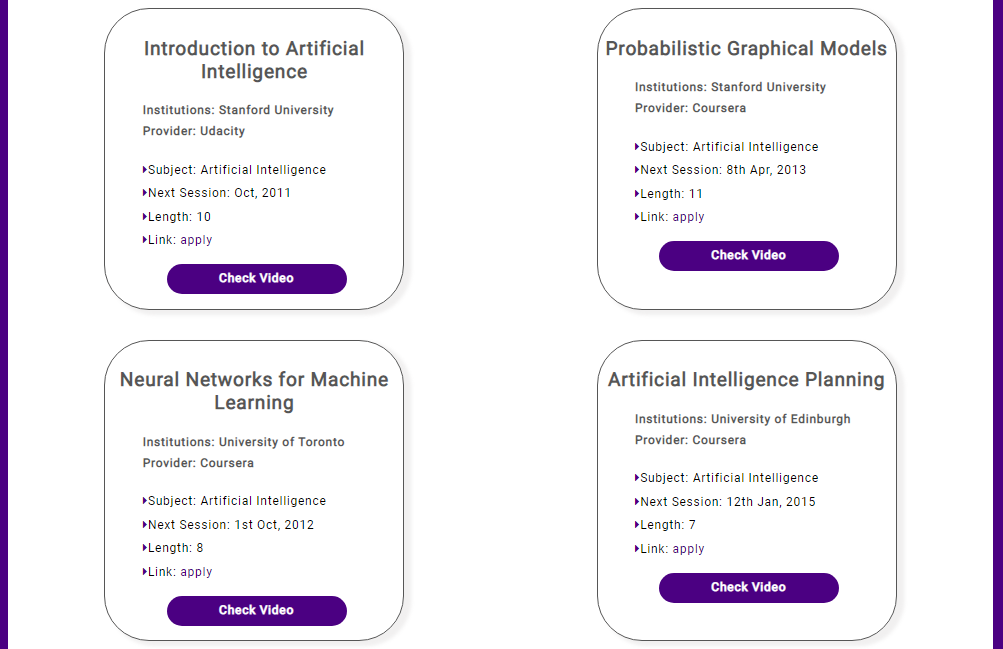 Introduction to Artificial
Intelligence
Institutions: Stanford University
Provider: Udacity
Subject: Artificial Intelligence
Next Session: Oct, 2011
Length: 10
Link: apply
Check Video
Probabilistic Graphical Models
Institutions: Stanford University
Provider: Coursera
Subject: Artificial Intelligence
Next Session: 8th Apr, 2013
Length: 11
Link: apply
Check Video
Neural Networks for Machine
Learning
Institutions: University of Toronto
Provider: Coursera
Subject: Artificial Intelligence
Next Session: 1st Oct, 2012
Length: 8
Link: apply
Check Video
Artificial Intelligence Planning
Institutions: University of Edinburgh
Provider: Coursera
Subject: Artificial Intelligence
Next Session: 12th Jan, 2015
Length: 7
Link: apply
Check Video